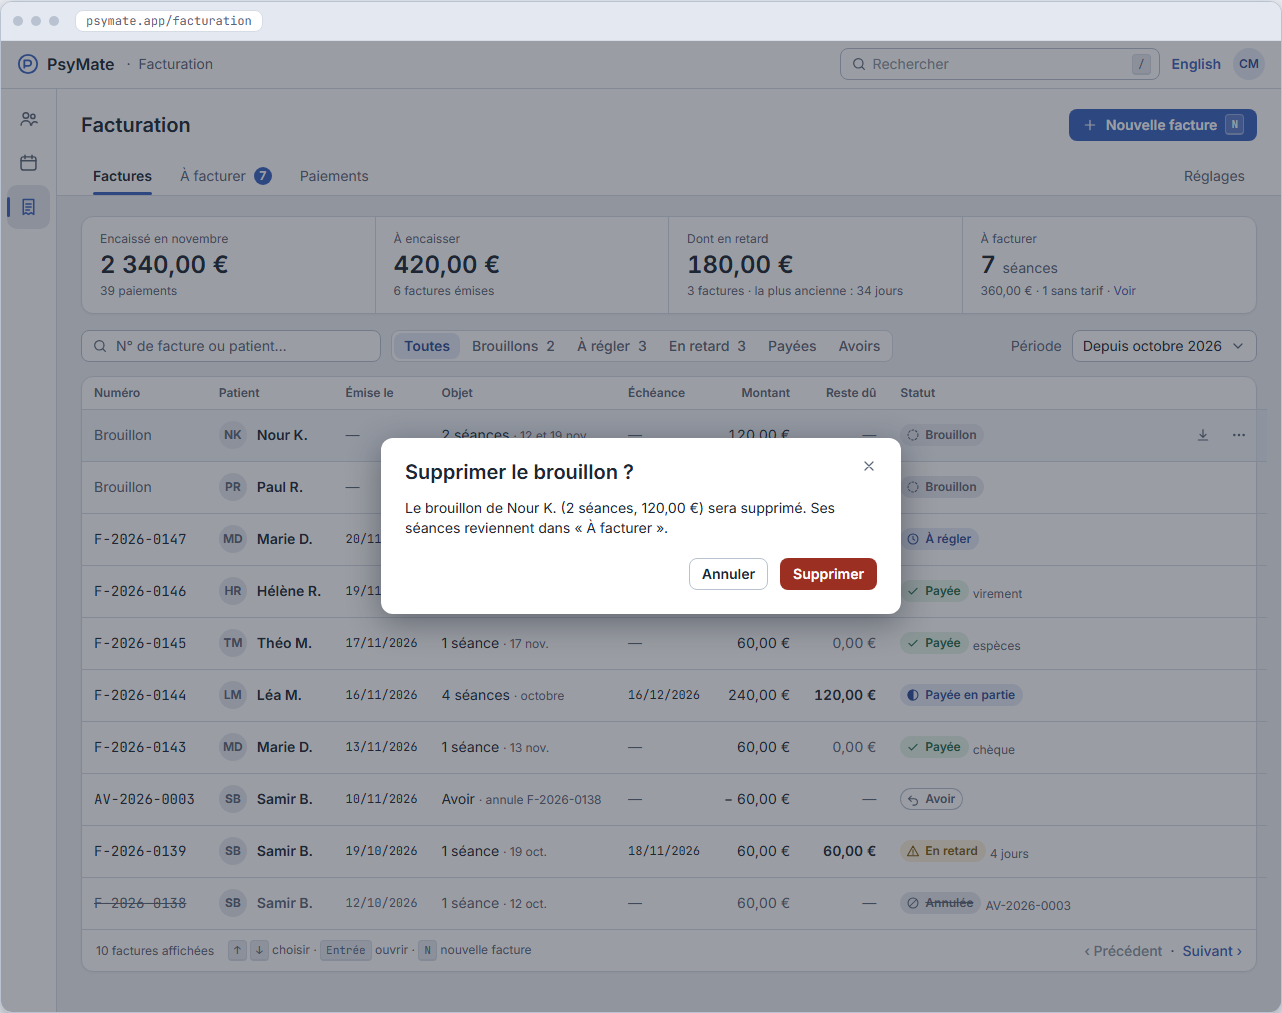 psymate.app/facturation
PsyMate · Facturation
Rechercher /
English CM
Facturation
+ Nouvelle facture N
Factures À facturer 7 Paiements Réglages
Encaissé en novembre À encaisser Dont en retard À facturer
2 340,00 € 420,00 € 180,00 € 7 séances
39 paiements 6 factures émises 3 factures · la plus ancienne : 34 jours 360,00 € · 1 sans tarif · Voir
N° de facture ou patient... Toutes Brouillons 2 À régler 3 En retard 3 Payées Avoirs Période Depuis octobre 2026
Numéro Patient Émise le Objet Échéance Montant Reste dû Statut
Brouillon NK Nour K. — 2 séances · 12 et 19 nov. — 120,00 € — Brouillon
Brouillon PR Paul R. — Brouillon
F-2026-0147 MD Marie D. 20/11 À régler
F-2026-0146 HR Hélène R. 19/11 Payée virement
Supprimer le brouillon ?
Le brouillon de Nour K. (2 séances, 120,00 €) sera supprimé. Ses
séances reviennent dans « À facturer ».
Annuler Supprimer
F-2026-0145 TM Théo M. 17/11/2026 1 séance · 17 nov. — 60,00 € 0,00 € Payée espèces
F-2026-0144 LM Léa M. 16/11/2026 4 séances · octobre 16/12/2026 240,00 € 120,00 € Payée en partie
F-2026-0143 MD Marie D. 13/11/2026 1 séance · 13 nov. — 60,00 € 0,00 € Payée chèque
AV-2026-0003 SB Samir B. 10/11/2026 Avoir · annule F-2026-0138 — − 60,00 € — Avoir
F-2026-0139 SB Samir B. 19/10/2026 1 séance · 19 oct. 18/11/2026 60,00 € 60,00 € En retard 4 jours
F-2026-0138 SB Samir B. 12/10/2026 1 séance · 12 oct. — 60,00 € — Annulée AV-2026-0003
10 factures affichées ↑ ↓ choisir · Entrée ouvrir · N nouvelle facture ‹ Précédent · Suivant ›